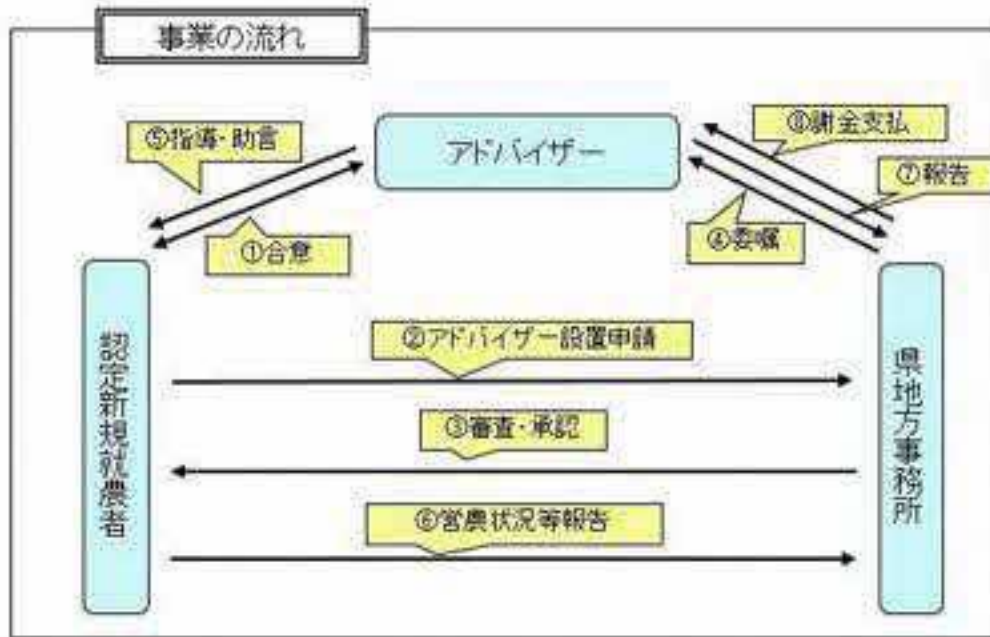 事業の流れ
⑤指導・助言
アドバイザー
⑧謝金支払
⑦報告
①合意
④委嘱
認定新規就農者
②アドバイザー設置申請
県地方事務所
③審査・承認
⑥営農状況等報告